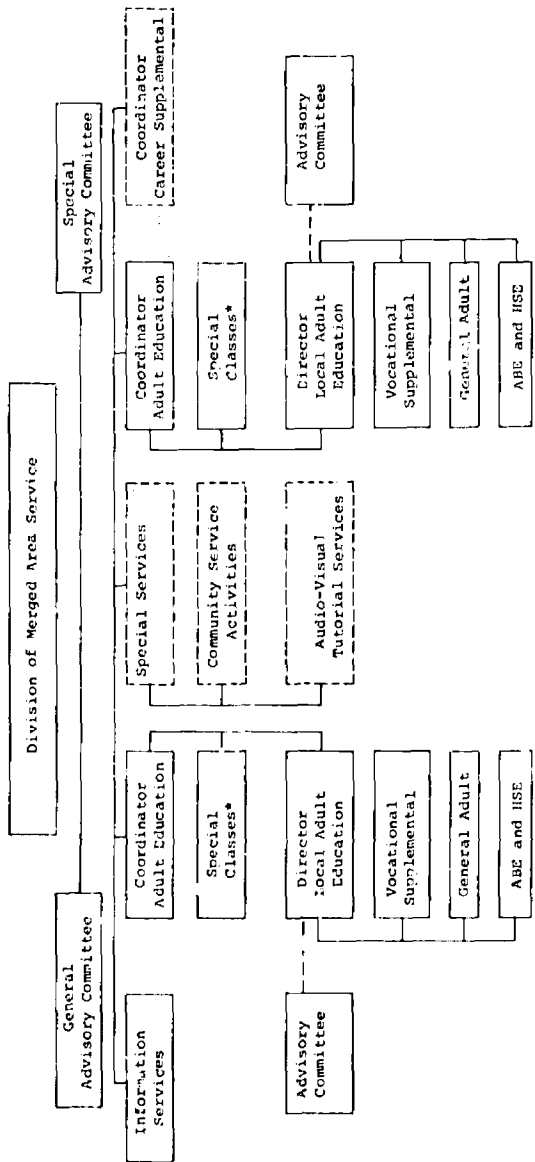 Division of Merged Area Service
General
Advisory Committee
Special
Advisory Committee
Information
Services
Coordinator
Adult Education
Special Services
Coordinator
Adult Education
Coordinator
Career Supplemental
Special
Classes*
Community Service
Activities
Special
Classes*
Advisory
Committee
Director
Local Adult
Education
Audio-Visual
Tutorial Services
Director
Local Adult
Education
Advisory
Committee
Vocational
Supplemental
Vocational
Supplemental
General Adult
General Adult
ABE and HSE
ABE and HSE